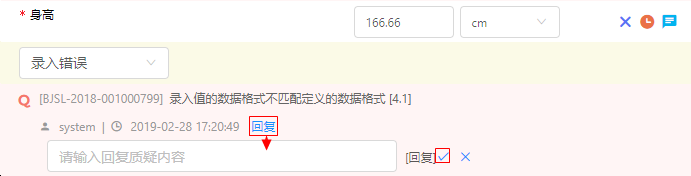 * 身高 166.66 cm
录入错误
Q [BJSL-2018-001000799] 录入值的数据格式不匹配定义的数据格式 [4.1]
system | 2019-02-28 17:20:49 回复
请输入回复质疑内容 [回复]